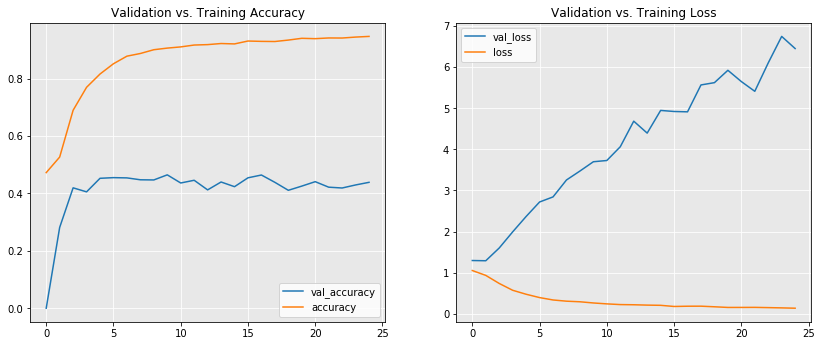 Validation vs. Training Accuracy
0.8
0.6
0.4
0.2
0.0
0 5 10 15 20 25
val_accuracy
accuracy
Validation vs. Training Loss
7
6
5
4
3
2
1
0
0 5 10 15 20 25
val_loss
loss